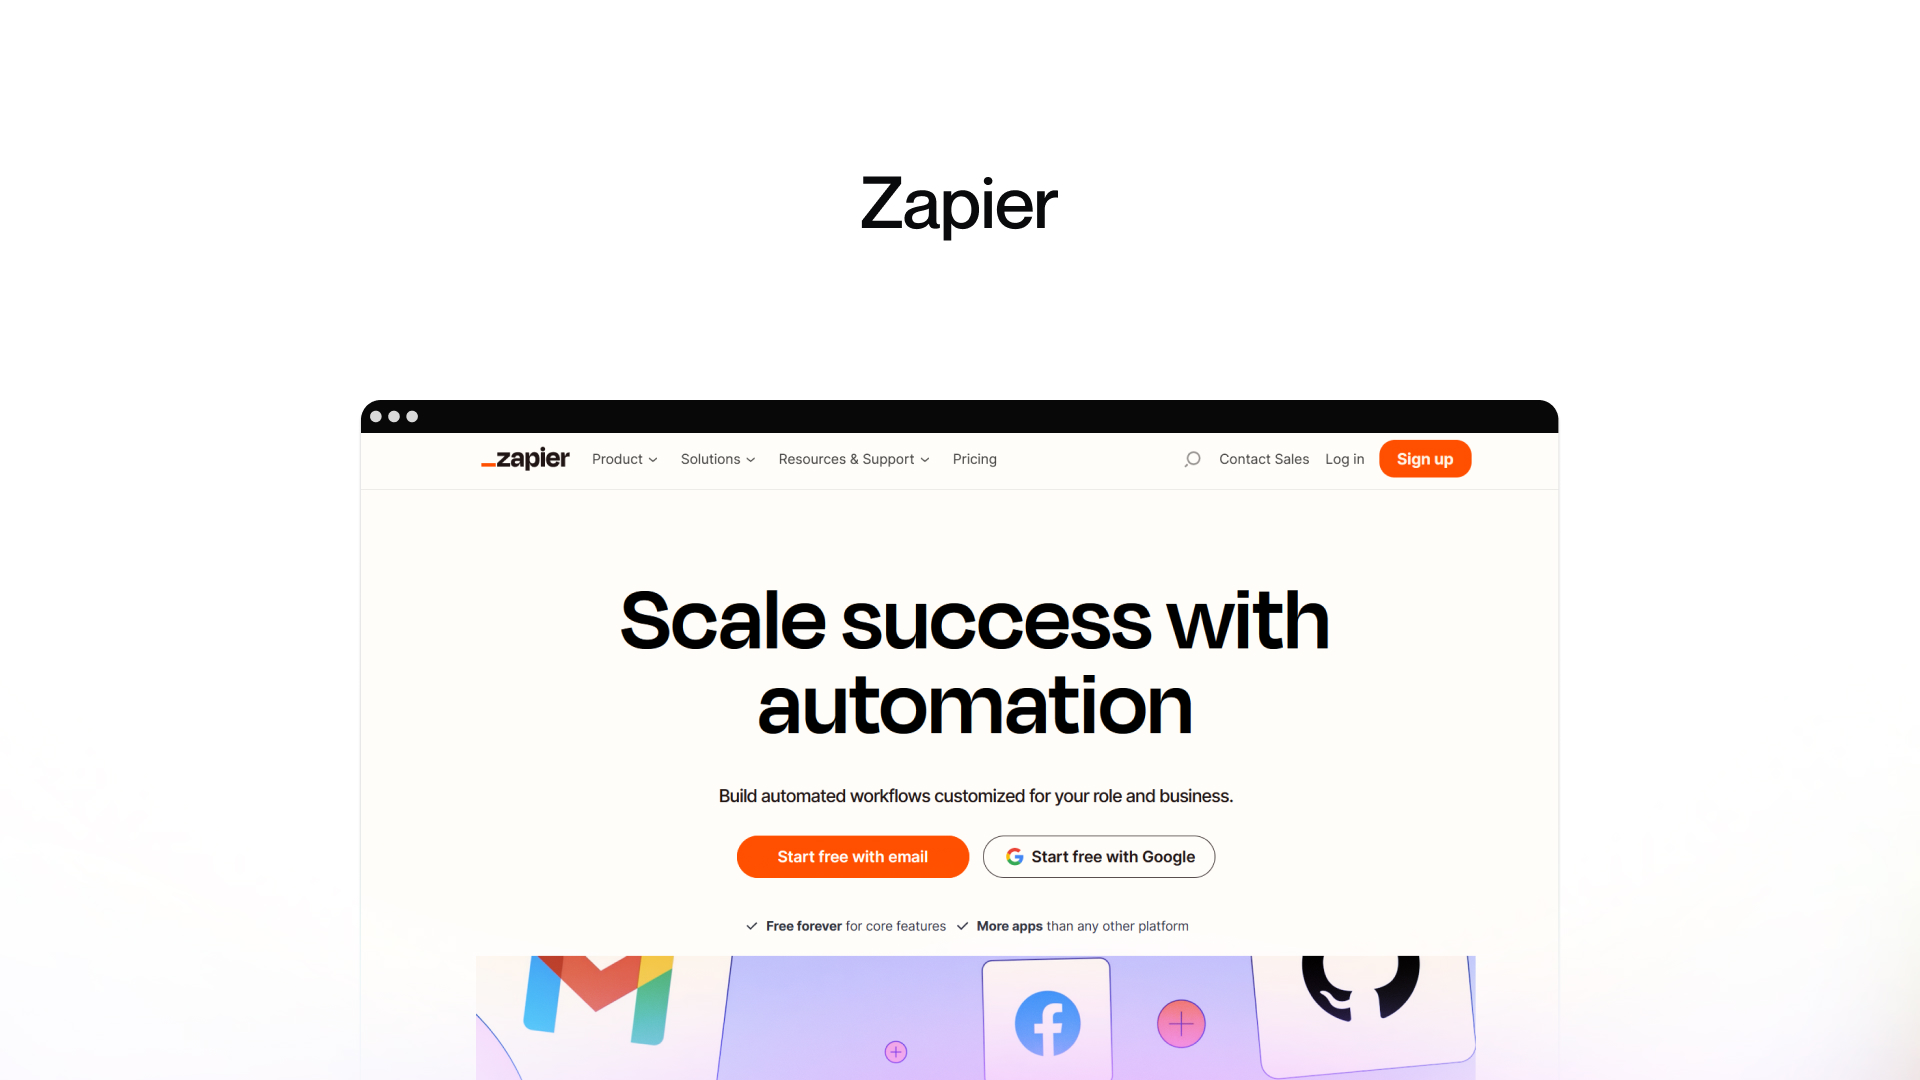 Zapier
_zapier Product Solutions Resources & Support Pricing Contact Sales Log in Sign up
Scale success with
automation
Build automated workflows customized for your role and business.
Start free with email Start free with Google
Free forever for core features More apps than any other platform